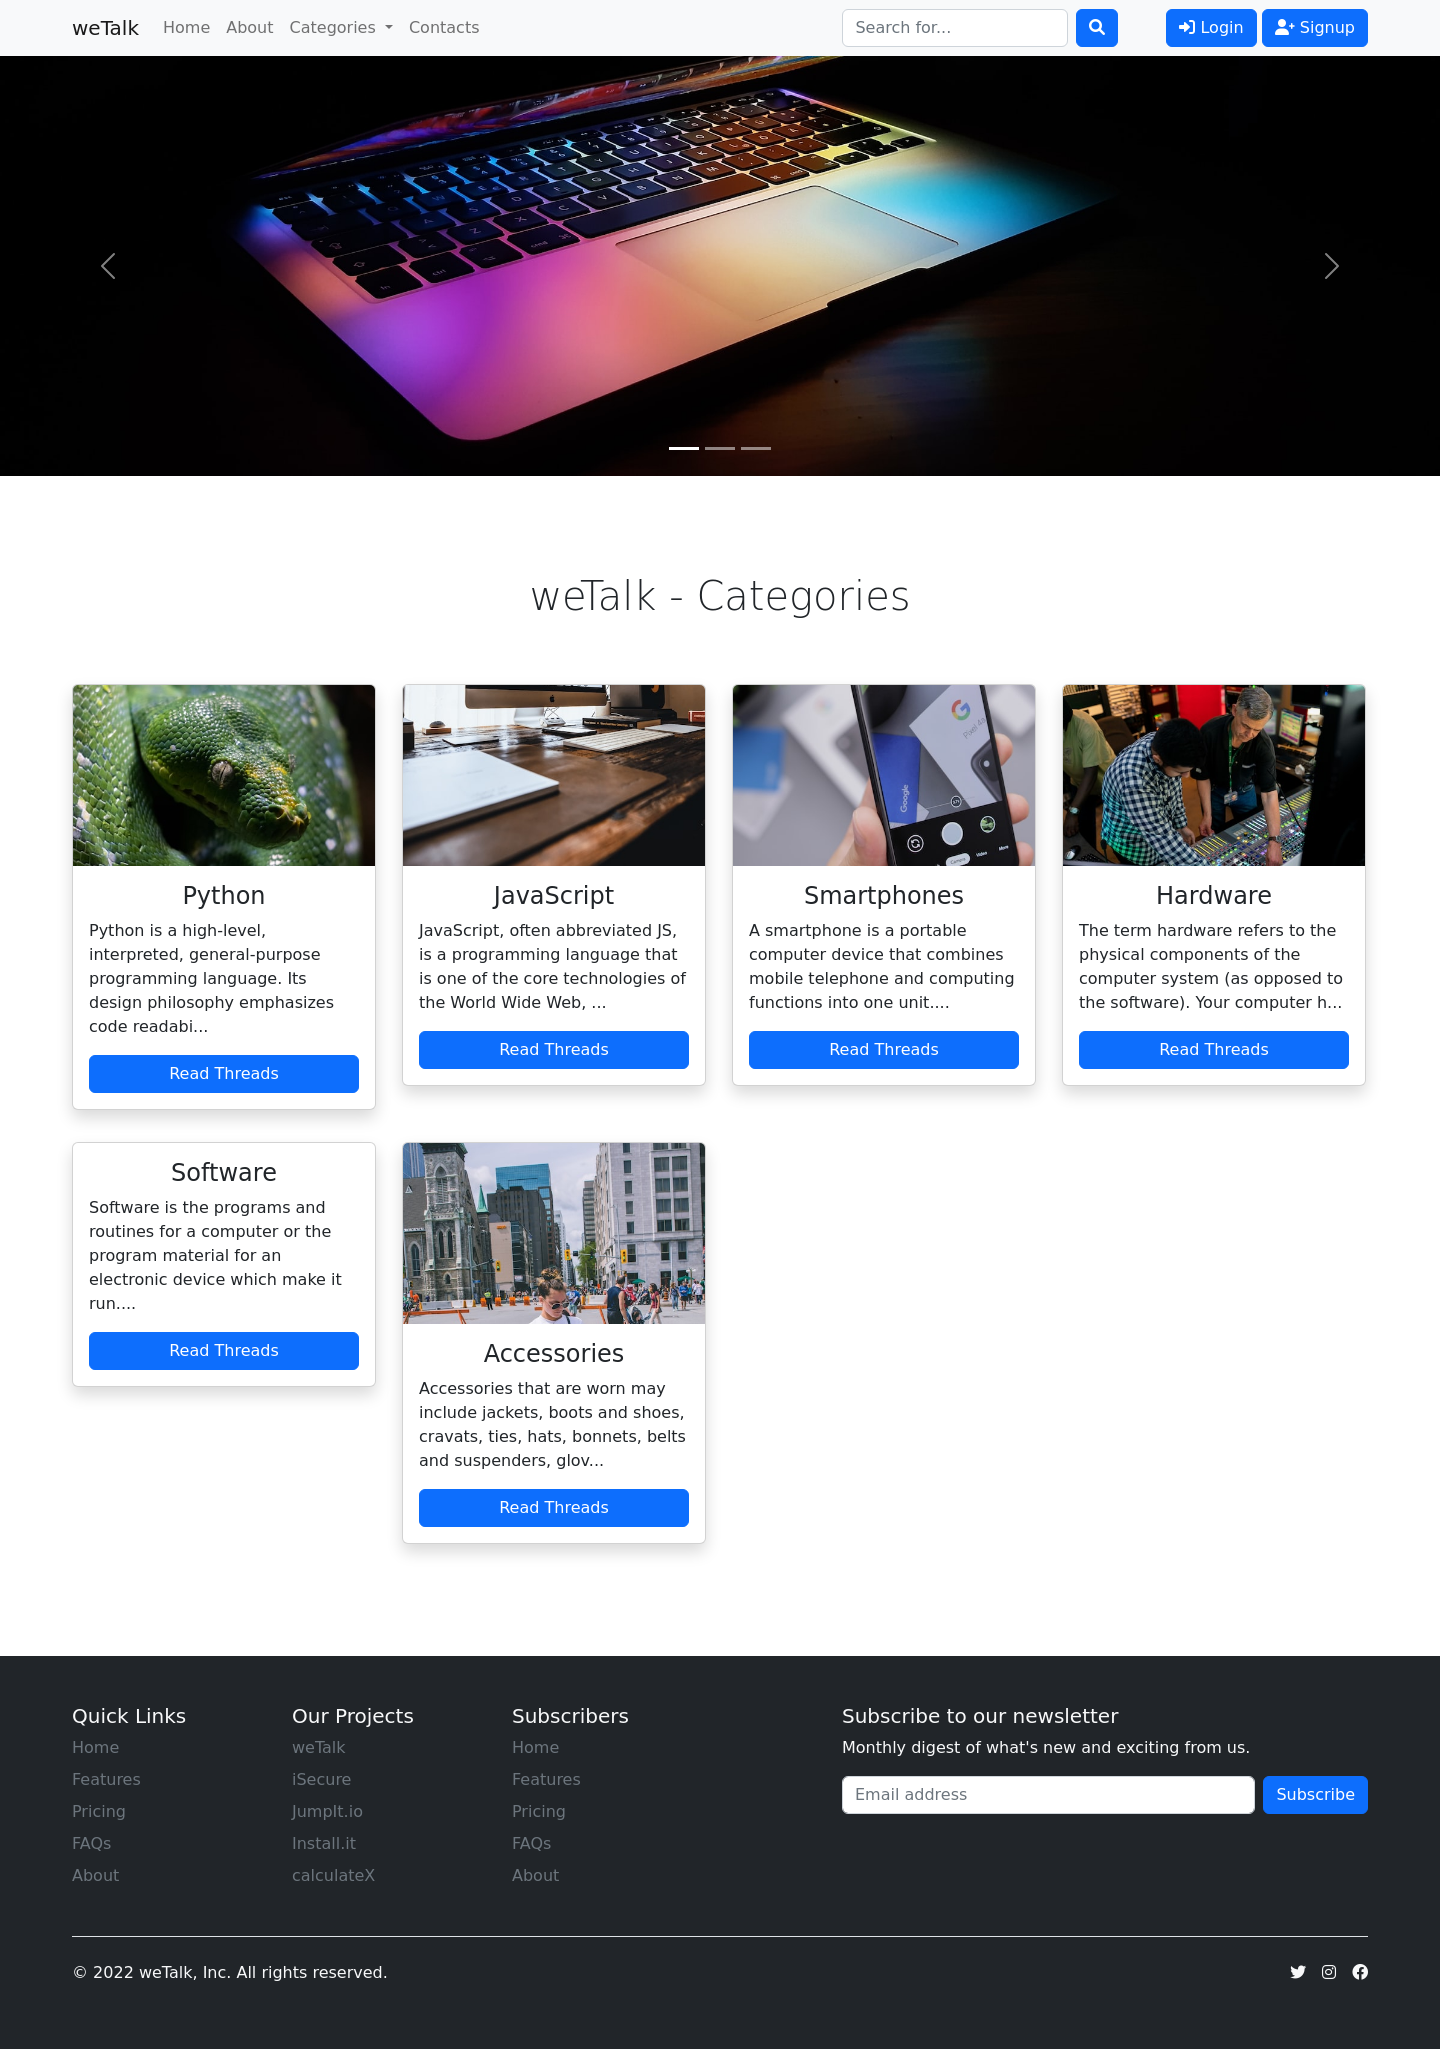 weTalk Home About Categories Contacts Search for... Login Signup
weTalk - Categories
Google
Python
Python is a high-level,
interpreted, general-purpose
programming language. Its
design philosophy emphasizes
code readabi...
Read Threads
JavaScript
JavaScript, often abbreviated JS,
is a programming language that
is one of the core technologies of
the World Wide Web, ...
Read Threads
Smartphones
A smartphone is a portable
computer device that combines
mobile telephone and computing
functions into one unit....
Read Threads
Hardware
The term hardware refers to the
physical components of the
computer system (as opposed to
the software). Your computer h...
Read Threads
Software
Software is the programs and
routines for a computer or the
program material for an
electronic device which make it
run....
Read Threads
Accessories
Accessories that are worn may
include jackets, boots and shoes,
cravats, ties, hats, bonnets, belts
and suspenders, glov...
Read Threads
Quick Links
Home
Features
Pricing
FAQs
About
Our Projects
weTalk
iSecure
JumpIt.io
Install.it
calculateX
Subscribers
Home
Features
Pricing
FAQs
About
Subscribe to our newsletter
Monthly digest of what's new and exciting from us.
Email address Subscribe
© 2022 weTalk, Inc. All rights reserved.